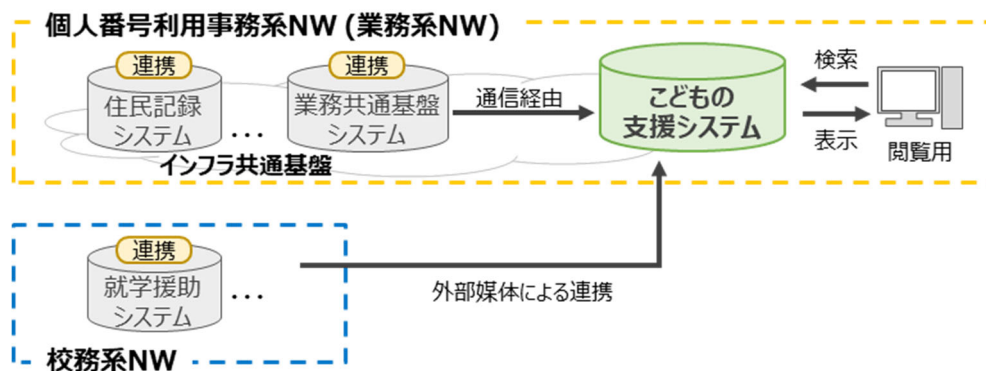 個人番号利用事務系NW (業務系NW)
連携
住民記録
システム
...
連携
業務共通基盤
システム
インフラ共通基盤
通信経由
こどもの
支援システム
検索
表示
閲覧用
連携
就学援助
システム
...
外部媒体による連携
校務系NW